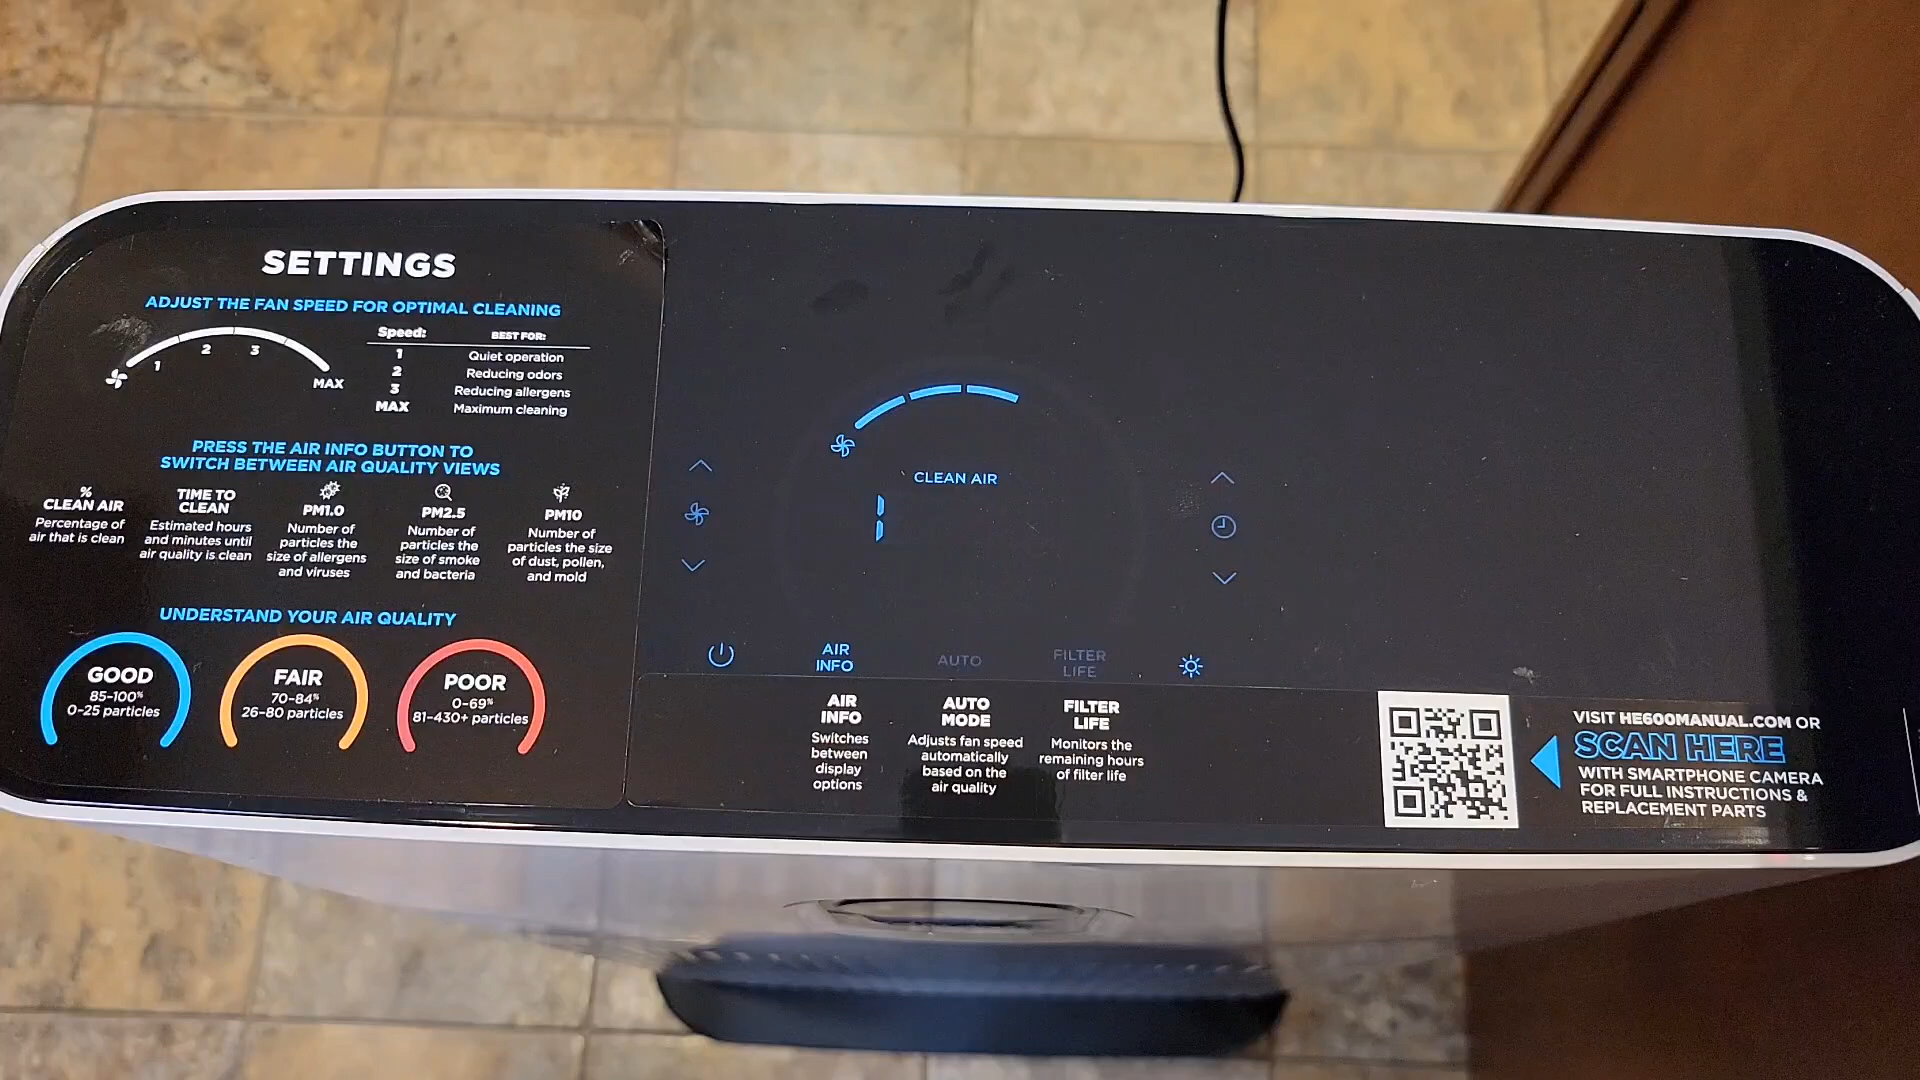 SETTINGS
ADJUST THE FAN SPEED FOR OPTIMAL CLEANING
1
2
3
MAX
Speed: BEST FOR:
1 Quiet operation
2 Reducing odors
3 Reducing allergens
MAX Maximum cleaning
PRESS THE AIR INFO BUTTON TO
SWITCH BETWEEN AIR QUALITY VIEWS
%
CLEAN AIR
Percentage of
air that is clean
TIME TO
CLEAN
Estimated hours
and minutes until
air quality is clean
PM1.0
Number of
particles the
size of allergens
and viruses
PM2.5
Number of
particles the
size of smoke
and bacteria
PM10
Number of
particles the size
of dust, pollen,
and mold
UNDERSTAND YOUR AIR QUALITY
GOOD
85-100%
0-25 particles
FAIR
70-84%
26-80 particles
POOR
0-69%
81-430+ particles
CLEAN AIR
1
AIR
INFO
AUTO
FILTER
LIFE
AIR
INFO
Switches
between
display
options
AUTO
MODE
Adjusts fan speed
automatically
based on the
air quality
FILTER
LIFE
Monitors the
remaining hours
of filter life
VISIT HE600MANUAL.COM OR
SCAN HERE
WITH SMARTPHONE CAMERA
FOR FULL INSTRUCTIONS &
REPLACEMENT PARTS